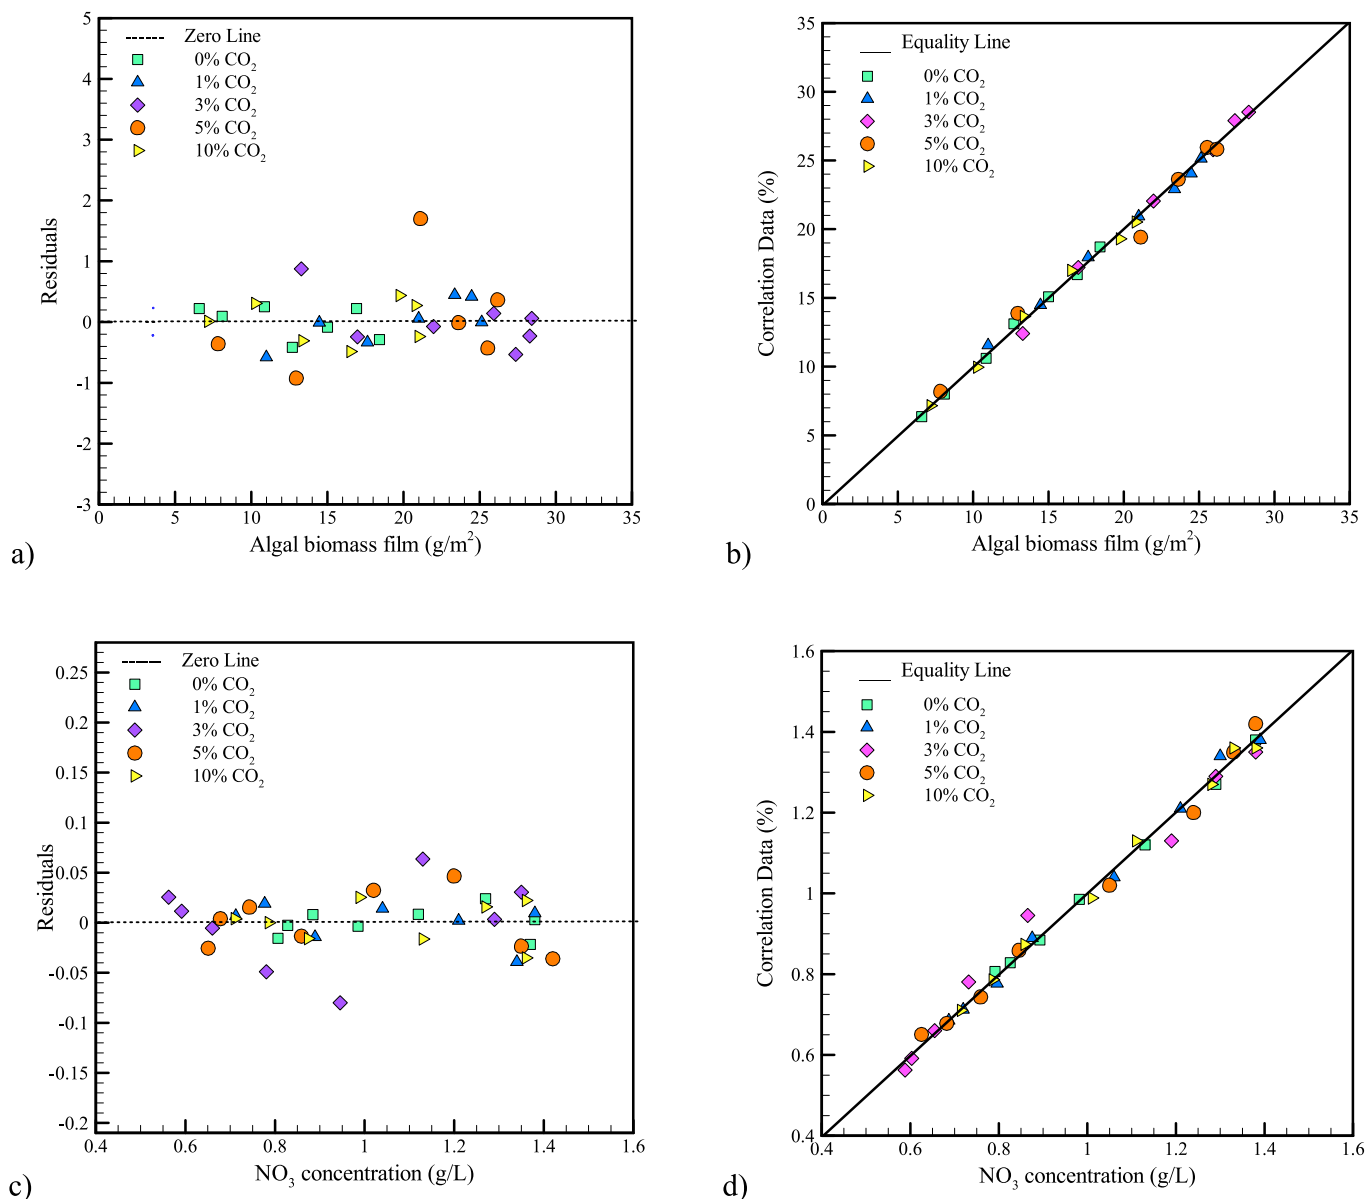 5
4
3
2
1
0
-1
-2
-3
Residuals
Zero Line
0% CO2
1% CO2
3% CO2
5% CO2
10% CO2
0 5 10 15 20 25 30 35
Algal biomass film (g/m2)
a)
35
30
25
20
15
10
5
0
Correlation Data (%)
Equality Line
0% CO2
1% CO2
3% CO2
5% CO2
10% CO2
0 5 10 15 20 25 30 35
Algal biomass film (g/m2)
b)
0.25
0.2
0.15
0.1
0.05
0
-0.05
-0.1
-0.15
-0.2
Residuals
Zero Line
0% CO2
1% CO2
3% CO2
5% CO2
10% CO2
0.4 0.6 0.8 1 1.2 1.4 1.6
NO3 concentration (g/L)
c)
1.6
1.4
1.2
1
0.8
0.6
0.4
Correlation Data (%)
Equality Line
0% CO2
1% CO2
3% CO2
5% CO2
10% CO2
0.4 0.6 0.8 1 1.2 1.4 1.6
NO3 concentration (g/L)
d)